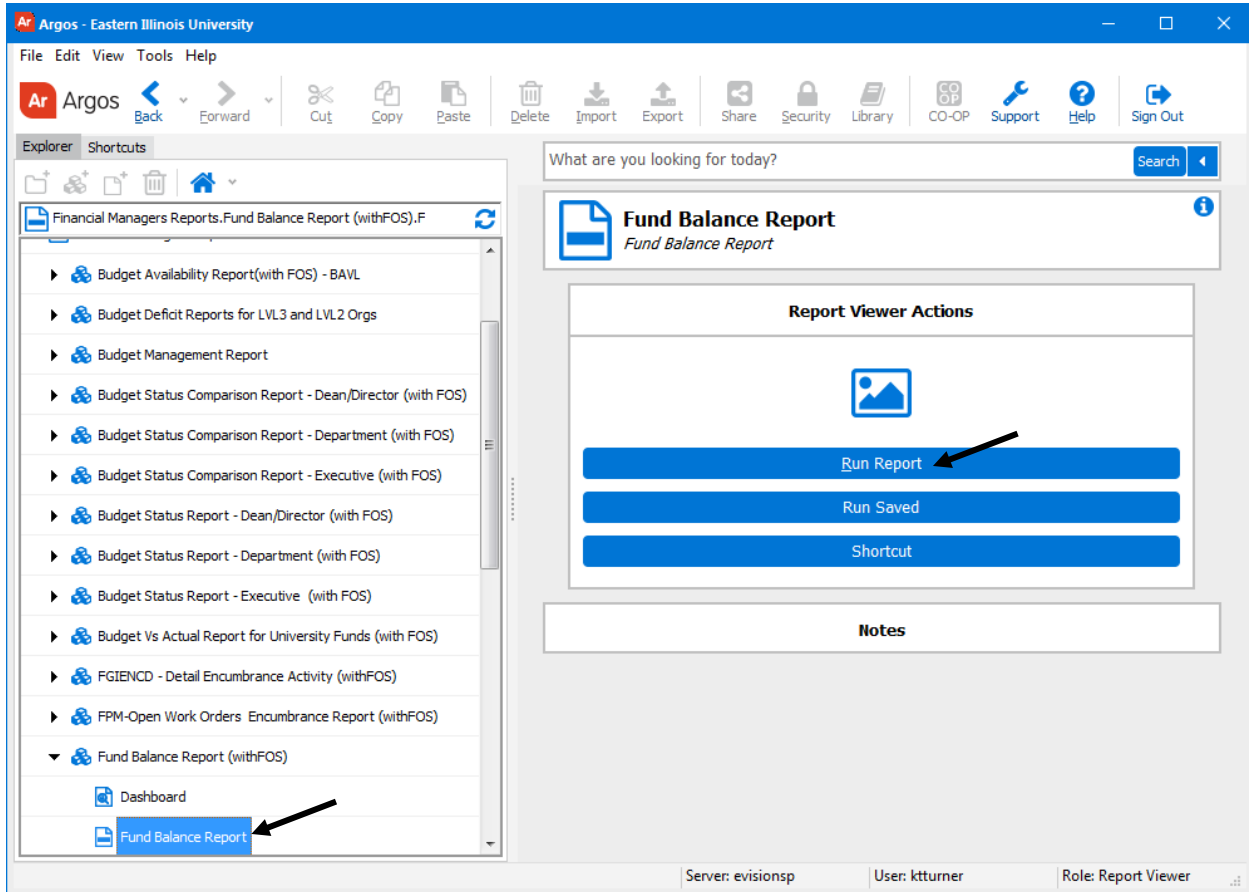 Ar Argos - Eastern Illinois University
File Edit View Tools Help
Ar Argos Back Forward Cut Copy Paste Delete Import Export Share Security Library CO-OP Support Help Sign Out
Explorer Shortcuts
What are you looking for today? Search
Financial Managers Reports.Fund Balance Report (withFOS).F
Fund Balance Report
Fund Balance Report
Budget Availability Report(with FOS) - BAVL
Budget Deficit Reports for LVL3 and LVL2 Orgs
Budget Management Report
Budget Status Comparison Report - Dean/Director (with FOS)
Budget Status Comparison Report - Department (with FOS)
Budget Status Comparison Report - Executive (with FOS)
Budget Status Report - Dean/Director (with FOS)
Budget Status Report - Department (with FOS)
Budget Status Report - Executive (with FOS)
Budget Vs Actual Report for University Funds (with FOS)
FGIENCD - Detail Encumbrance Activity (withFOS)
FPM-Open Work Orders Encumbrance Report (withFOS)
Fund Balance Report (withFOS)
Dashboard
Fund Balance Report
Report Viewer Actions
Run Report
Run Saved
Shortcut
Notes
Server: evisionsp User: ktturner Role: Report Viewer